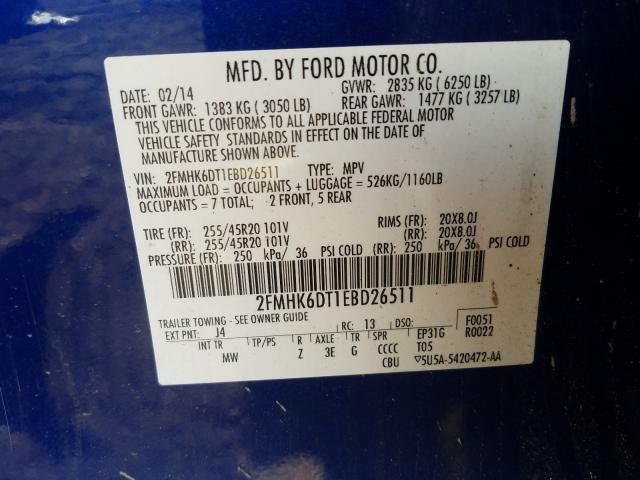 MFD. BY FORD MOTOR CO.
DATE: 02/14 GVWR: 2835 KG ( 6250 LB)
FRONT GAWR: 1383 KG ( 3050 LB) REAR GAWR: 1477 KG ( 3257 LB)
THIS VEHICLE CONFORMS TO ALL APPLICABLE FEDERAL MOTOR
VEHICLE SAFETY STANDARDS IN EFFECT ON THE DATE OF
MANUFACTURE SHOWN ABOVE.
VIN: 2FMHK6DT1EBD26511 TYPE: MPV
MAXIMUM LOAD = OCCUPANTS + LUGGAGE = 526KG/1160LB
OCCUPANTS = 7 TOTAL; 2 FRONT, 5 REAR
TIRE (FR): 255/45R20 101V RIMS (FR): 20X8.0J
(RR): 255/45R20 101V (RR): 20X8.0J
PRESSURE (FR): 250 kPa/ 36 PSI COLD (RR): 250 kPa/ 36 PSI COLD
2FMHK6DT1EBD26511
TRAILER TOWING - SEE OWNER GUIDE
EXT PNT: J4 RC: 13 DSO: F0051
INT TR TP/PS R AXLE TR SPR EP31G R0022
MW Z 3E G CCCC T05
CBU ▽5U5A-5420472-AA